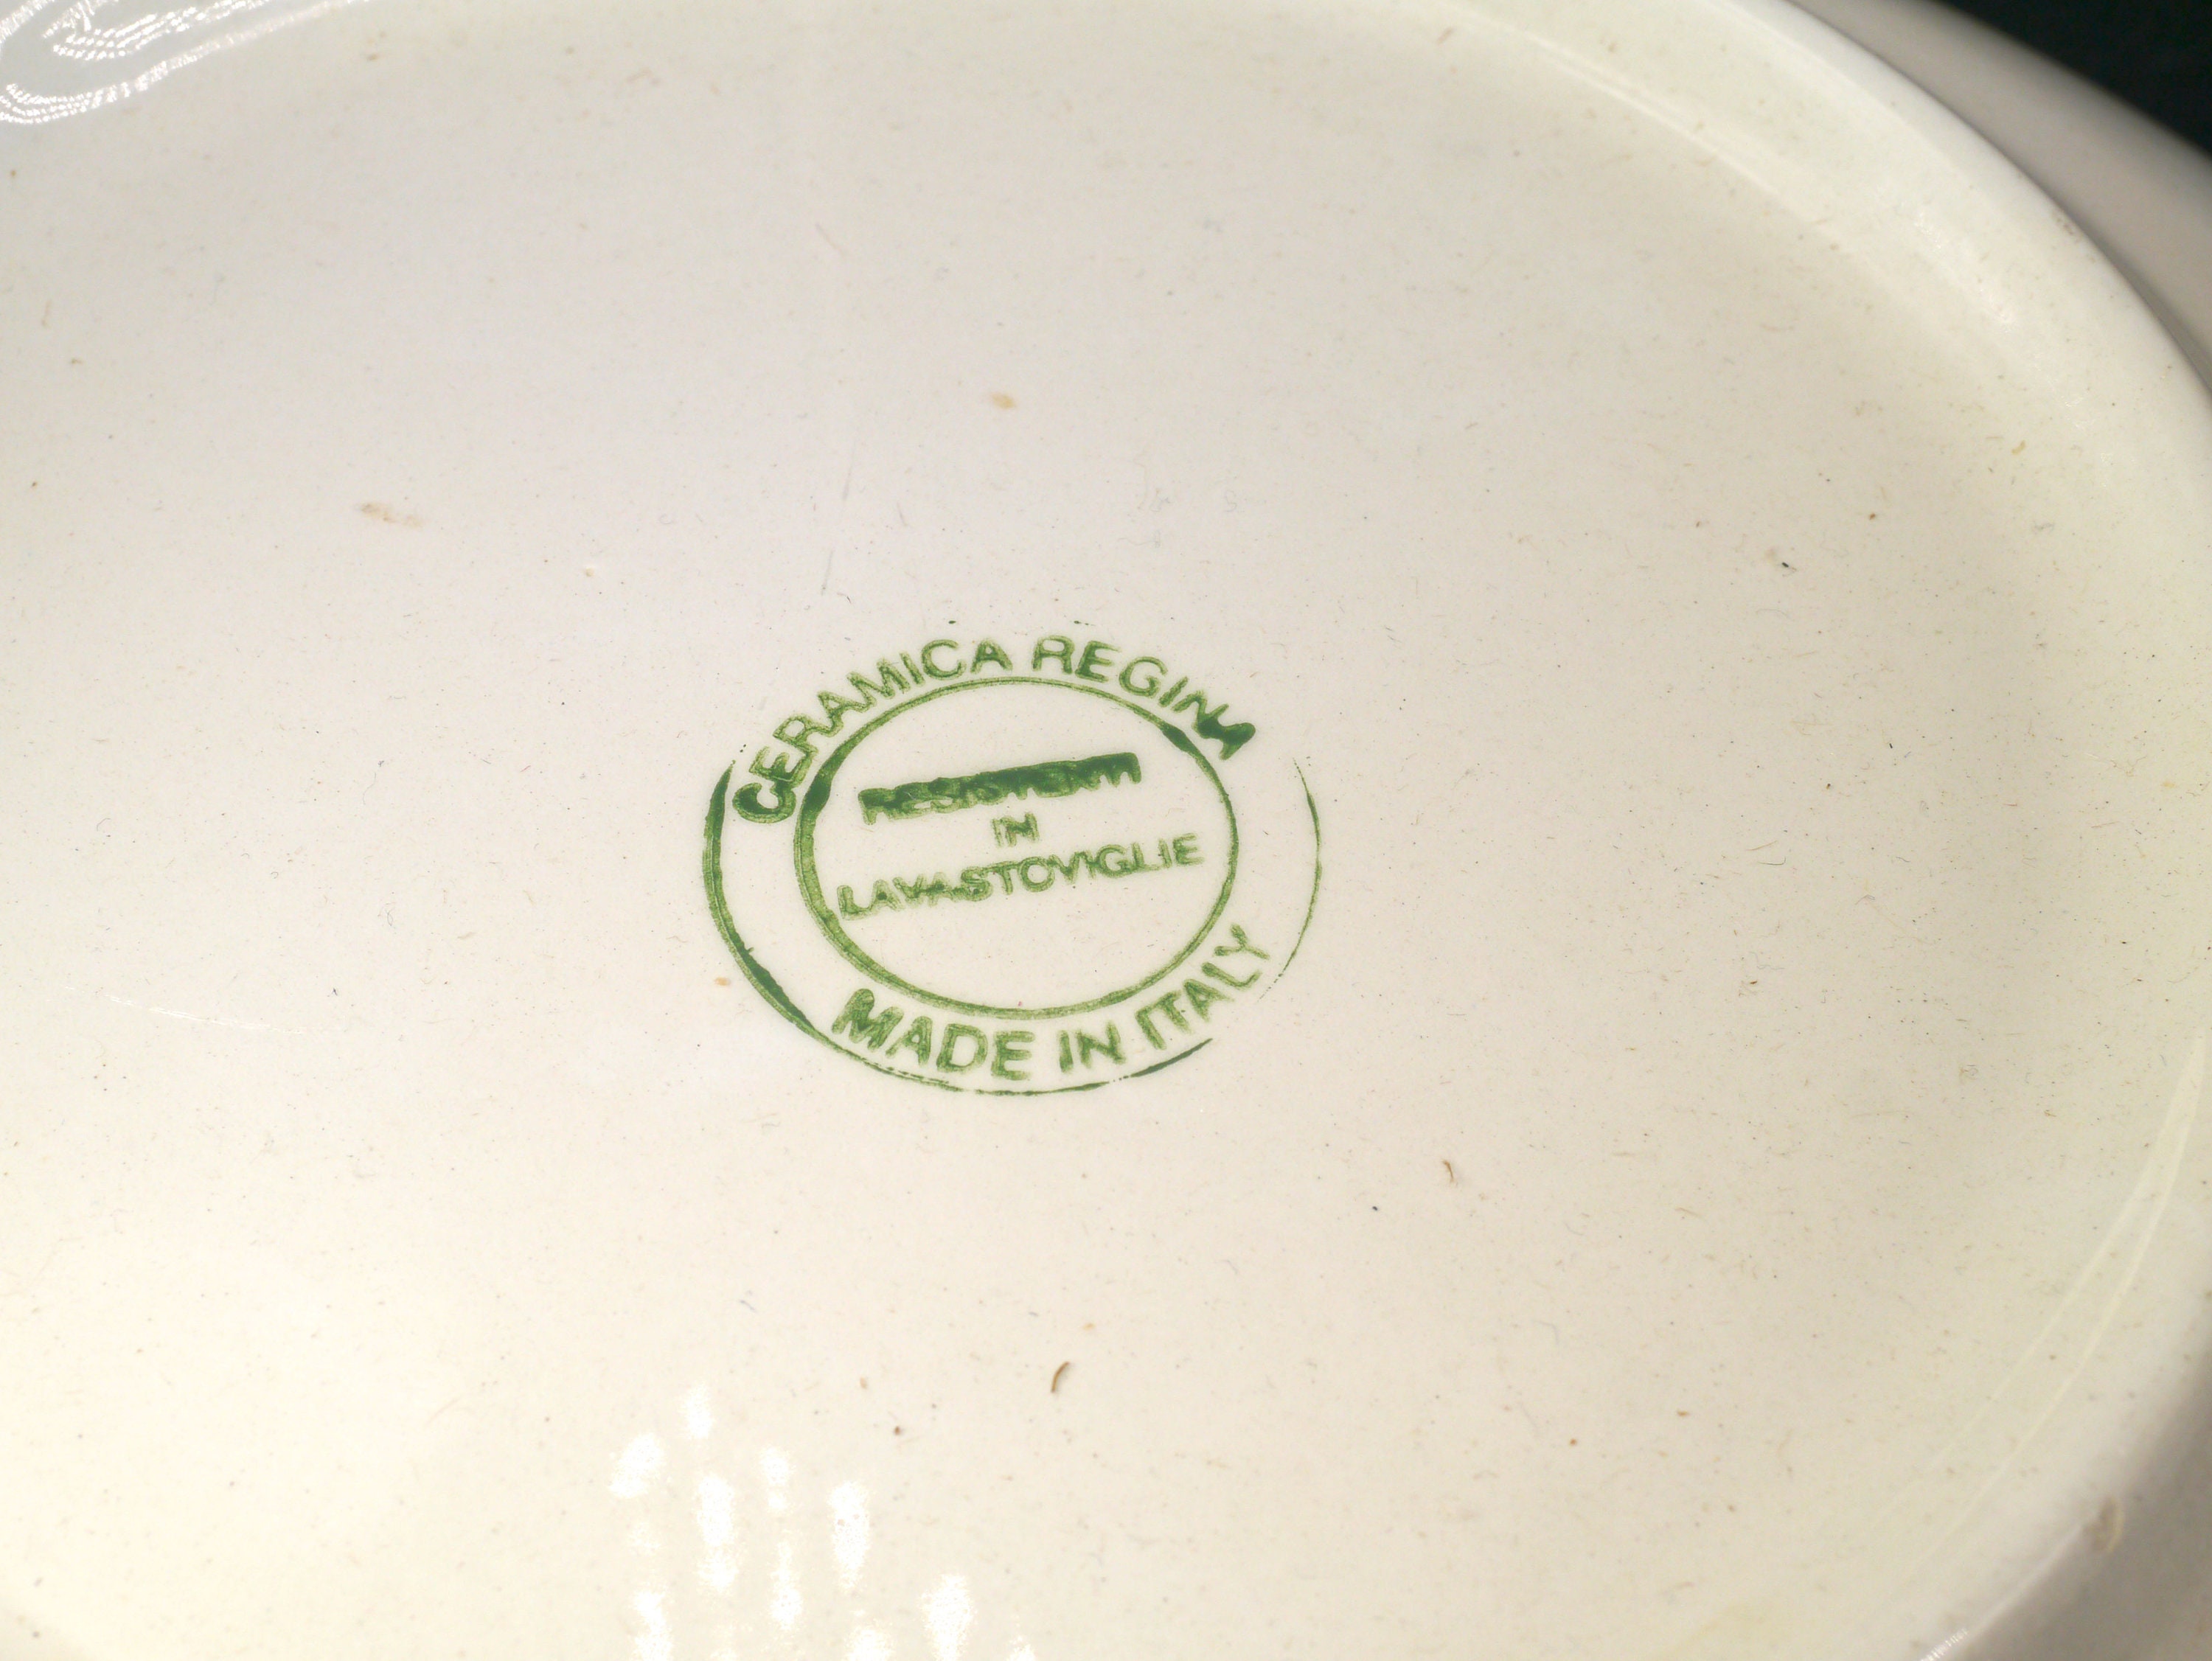 CERAMICA REGINA
RESISTENTI
IN
LAVASTOVIGLIE
MADE IN ITALY